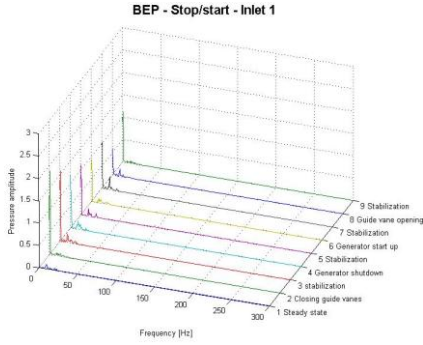 BEP - Stop/start - Inlet 1
3
2.5
2
1.5
1
0.5
0
Pressure amplitude
0
50
100
150
200
250
300
Frequency [Hz]
9 Stabilization
8 Guide vane opening
7 Stabilization
6 Generator start up
5 Stabilization
4 Generator shutdown
3 stabilization
2 Closing guide vanes
1 Steady state